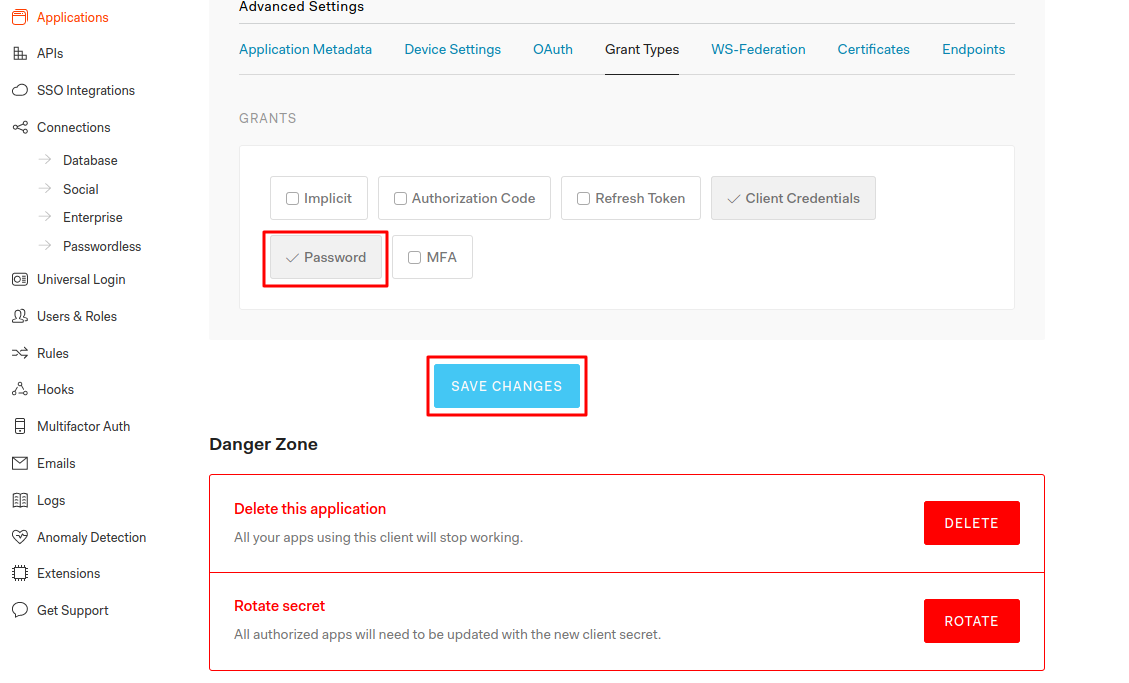 Applications
APIs
SSO Integrations
Connections
Database
Social
Enterprise
Passwordless
Universal Login
Users & Roles
Rules
Hooks
Multifactor Auth
Emails
Logs
Anomaly Detection
Extensions
Get Support
Advanced Settings
Application Metadata Device Settings OAuth Grant Types WS-Federation Certificates Endpoints
GRANTS
Implicit Authorization Code Refresh Token Client Credentials
Password MFA
SAVE CHANGES
Danger Zone
Delete this application
All your apps using this client will stop working.
DELETE
Rotate secret
All authorized apps will need to be updated with the new client secret.
ROTATE